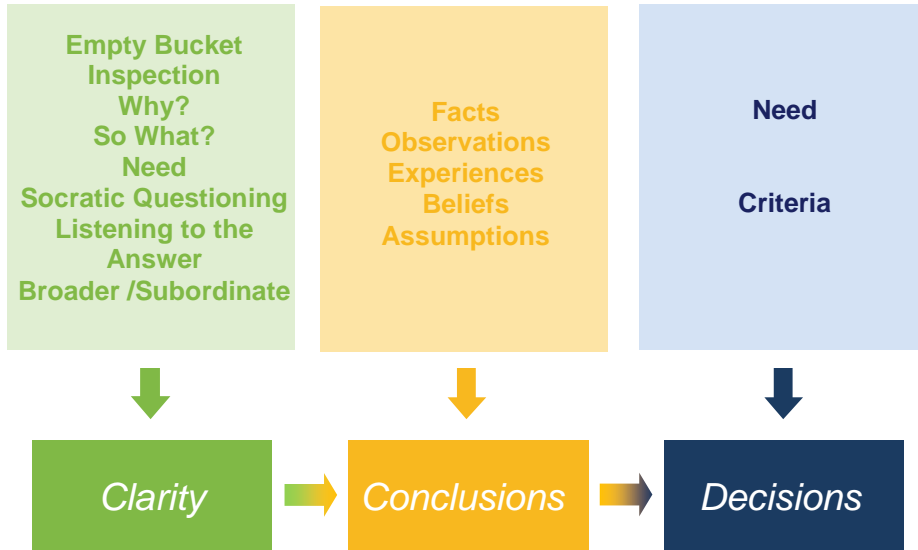 Empty Bucket
Inspection
Why?
So What?
Need
Socratic Questioning
Listening to the
Answer
Broader /Subordinate
Facts
Observations
Experiences
Beliefs
Assumptions
Need
Criteria
Clarity
Conclusions
Decisions